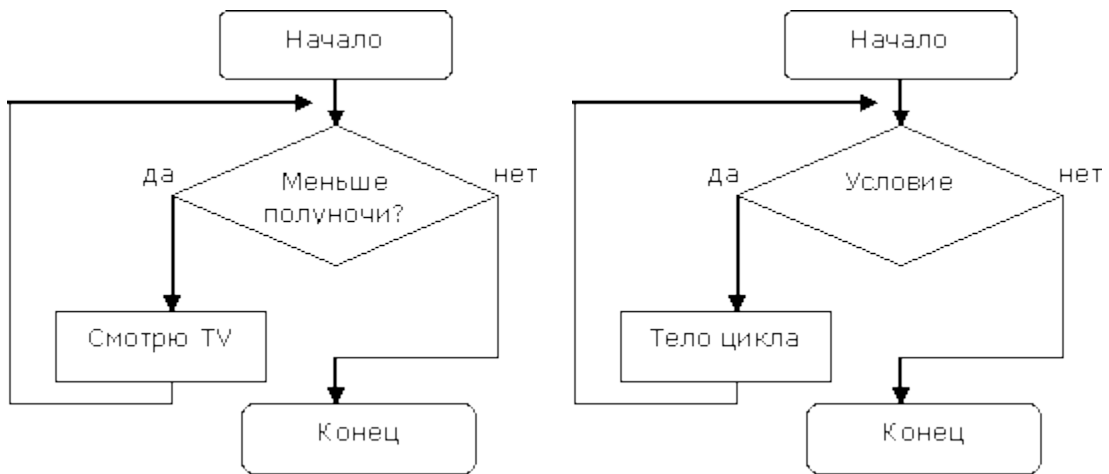 Начало
да
нет
Меньше
полуночи?
Смотрю TV
Конец
Начало
да
нет
Условие
Тело цикла
Конец